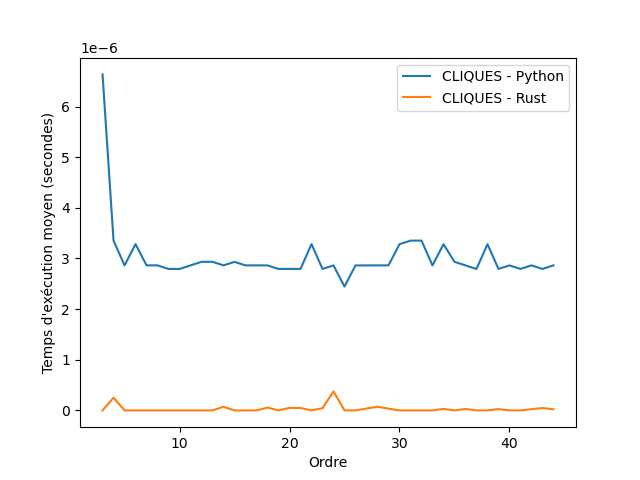 1e−6
CLIQUES - Python
CLIQUES - Rust
Temps d'exécution moyen (secondes)
6
5
4
3
2
1
0
10 20 30 40
Ordre